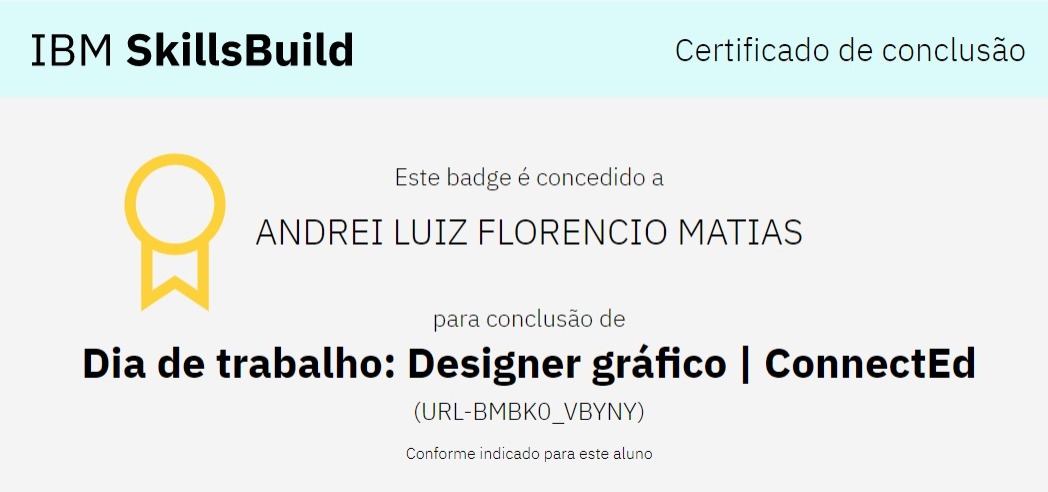 IBM SkillsBuild
Certificado de conclusão
Este badge é concedido a
ANDREI LUIZ FLORENCIO MATIAS
para conclusão de
Dia de trabalho: Designer gráfico | ConnectEd
(URL-BMBK0_VBYNY)
Conforme indicado para este aluno